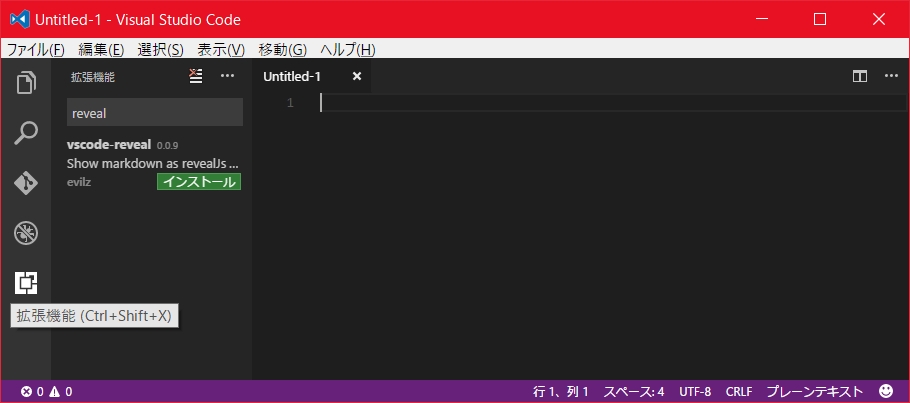 Untitled-1 - Visual Studio Code
ファイル(F) 編集(E) 選択(S) 表示(V) 移動(G) ヘルプ(H)
拡張機能
Untitled-1
reveal
1
vscode-reveal 0.0.9
Show markdown as revealJs ...
evilz インストール
拡張機能 (Ctrl+Shift+X)
0 0 行 1、列 1 スペース: 4 UTF-8 CRLF プレーンテキスト